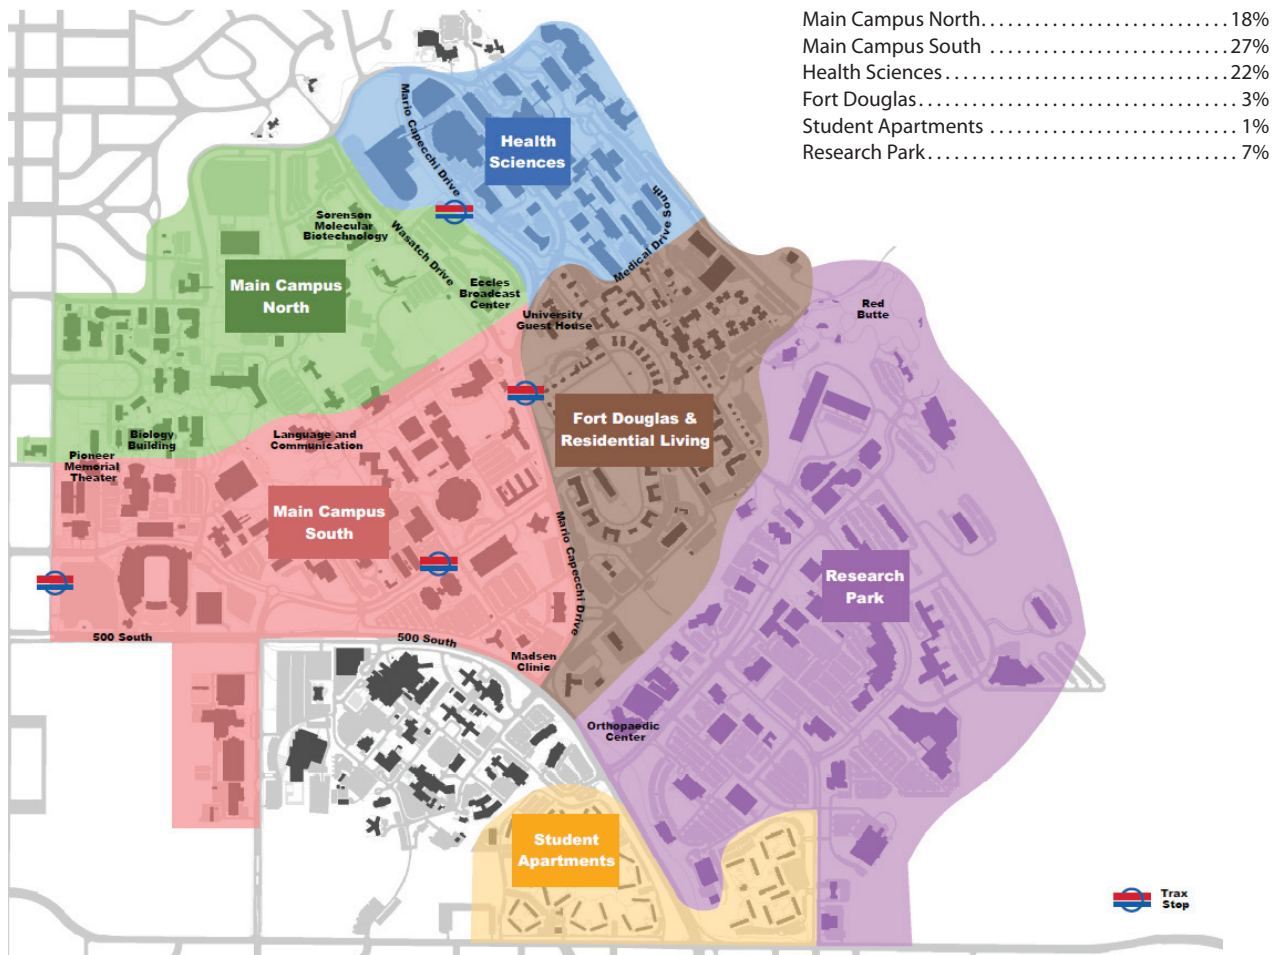 Main Campus North............................18%
Main Campus South ...........................27%
Health Sciences................................22%
Fort Douglas.....................................3%
Student Apartments ............................1%
Research Park...................................7%
Health
Sciences
Mario Capecchi Drive
Medical Drive South
Sorenson
Molecular
Biotechnology
Wasatch Drive
Main Campus
North
Eccles
Broadcast
Center
University
Guest House
Red
Butte
Fort Douglas &
Residential Living
Biology
Building
Language and
Communication
Pioneer
Memorial
Theater
Main Campus
South
Mario Capecchi Drive
Research
Park
500 South
500 South
Madsen
Clinic
Orthopaedic
Center
Student
Apartments
Trax
Stop